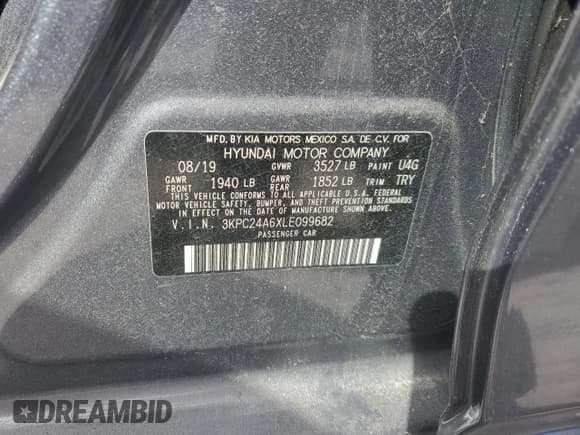 MFD. BY KIA MOTORS MEXICO S.A. DE C.V. FOR
HYUNDAI MOTOR COMPANY
08/19 GVWR 3527 LB PAINT U4G
GAWR FRONT 1940 LB GAWR REAR 1852 LB TRIM TRY
THIS VEHICLE CONFORMS TO ALL APPLICABLE U.S.A. FEDERAL
MOTOR VEHICLE SAFETY, BUMPER, AND THEFT PREVENTION STANDARDS
IN EFFECT ON THE DATE OF MANUFACTURE SHOWN ABOVE.
V.I.N. 3KPC24A6XLE099682
PASSENGER CAR
DREAMBID